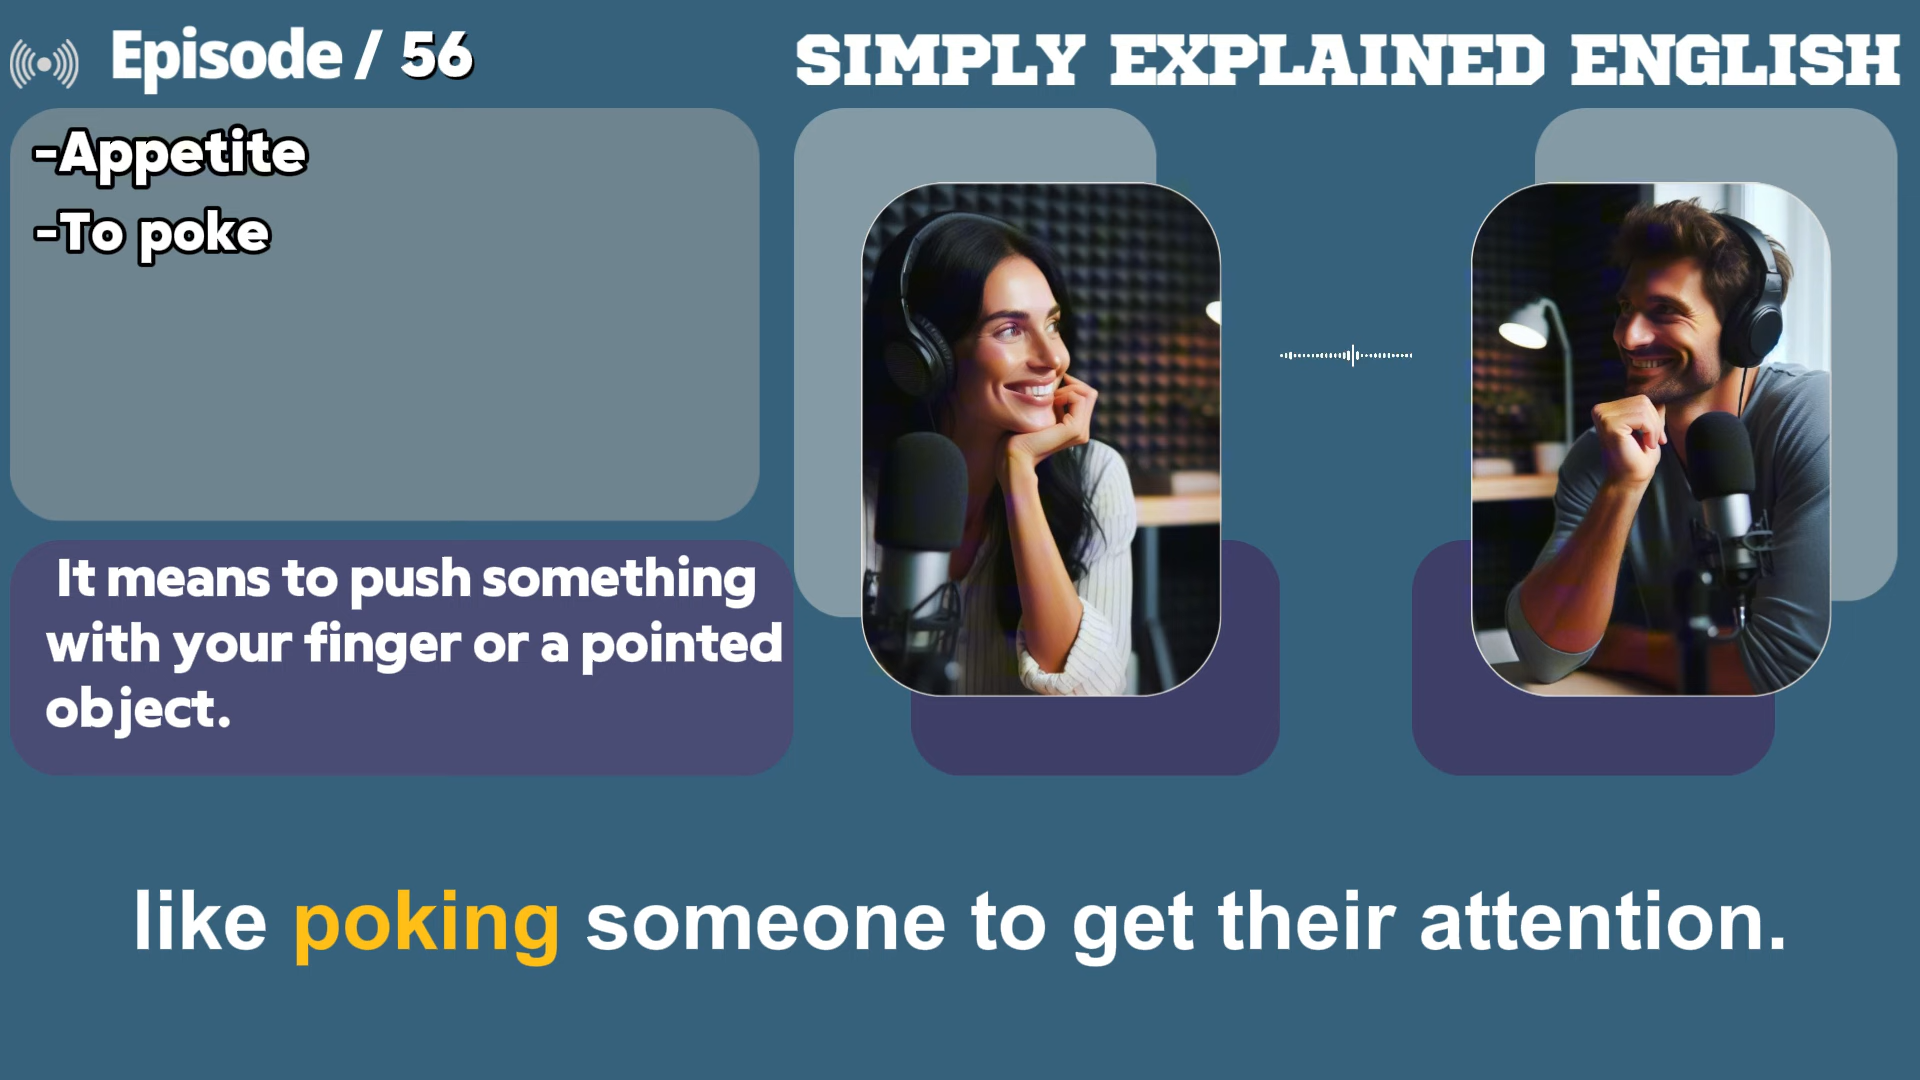 Episode / 56
SIMPLY EXPLAINED ENGLISH
-Appetite
-To poke
It means to push something
with your finger or a pointed
object.
like poking someone to get their attention.